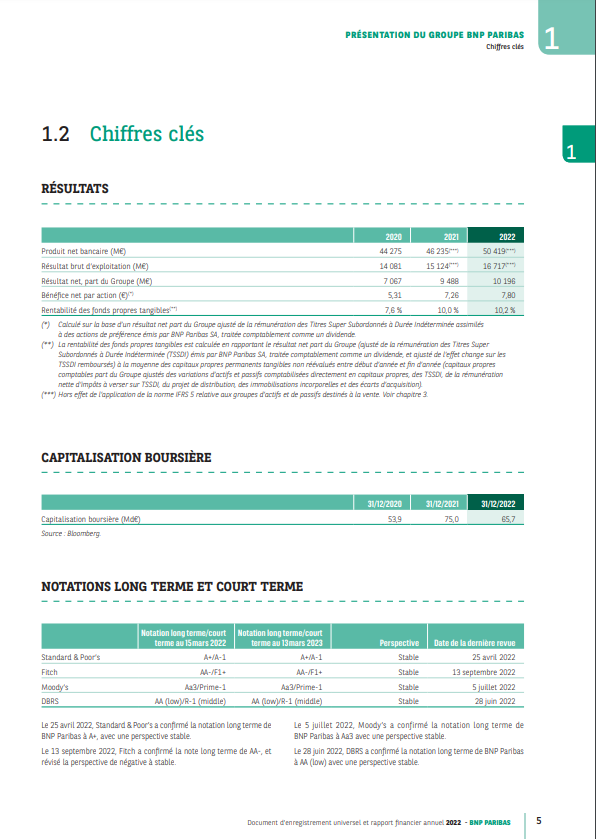 PRÉSENTATION DU GROUPE BNP PARIBAS
Chiffres clés
1
1.2 Chiffres clés
1
RÉSULTATS
2020 2021 2022
Produit net bancaire (M€) 44 275 46 235(***) 50 419(***)
Résultat brut d'exploitation (M€) 14 081 15 124(***) 16 717(***)
Résultat net, part du Groupe (M€) 7 067 9 488 10 196
Bénéfice net par action (€)(*) 5,31 7,26 7,80
Rentabilité des fonds propres tangibles(**) 7,6 % 10,0 % 10,2 %
(*) Calculé sur la base d'un résultat net part du Groupe ajusté de la rémunération des Titres Super Subordonnés à Durée Indéterminée assimilés
à des actions de préférence émis par BNP Paribas SA, traitée comptablement comme un dividende.
(**) La rentabilité des fonds propres tangibles est calculée en rapportant le résultat net part du Groupe (ajusté de la rémunération des Titres Super
Subordonnés à Durée Indéterminée (TSSDI) émis par BNP Paribas SA, traitée comptablement comme un dividende, et ajusté de l'effet change sur les
TSSDI remboursés) à la moyenne des capitaux propres permanents tangibles non réévalués entre début d'année et fin d'année (capitaux propres
comptables part du Groupe ajustés des variations d'actifs et passifs comptabilisées directement en capitaux propres, des TSSDI, de la rémunération
nette d'impôts à verser sur TSSDI, du projet de distribution, des immobilisations incorporelles et des écarts d'acquisition).
(***) Hors effet de l'application de la norme IFRS 5 relative aux groupes d'actifs et de passifs destinés à la vente. Voir chapitre 3.
CAPITALISATION BOURSIÈRE
31/12/2020 31/12/2021 31/12/2022
Capitalisation boursière (Md€) 53,9 75,0 65,7
Source : Bloomberg.
NOTATIONS LONG TERME ET COURT TERME
Notation long terme/court terme au 15 mars 2022 Notation long terme/court terme au 13 mars 2023 Perspective Date de la dernière revue
Standard & Poor's A+/A-1 A+/A-1 Stable 25 avril 2022
Fitch AA-/F1+ AA-/F1+ Stable 13 septembre 2022
Moody's Aa3/Prime-1 Aa3/Prime-1 Stable 5 juillet 2022
DBRS AA (low)/R-1 (middle) AA (low)/R-1 (middle) Stable 28 juin 2022
Le 25 avril 2022, Standard & Poor's a confirmé la notation long terme de
BNP Paribas à A+, avec une perspective stable.
Le 13 septembre 2022, Fitch a confirmé la note long terme de AA-, et
révisé la perspective de négative à stable.
Le 5 juillet 2022, Moody's a confirmé la notation long terme de
BNP Paribas à Aa3 avec une perspective stable.
Le 28 juin 2022, DBRS a confirmé la notation long terme de BNP Paribas
à AA (low) avec une perspective stable.
Document d'enregistrement universel et rapport financier annuel 2022 - BNP PARIBAS 5